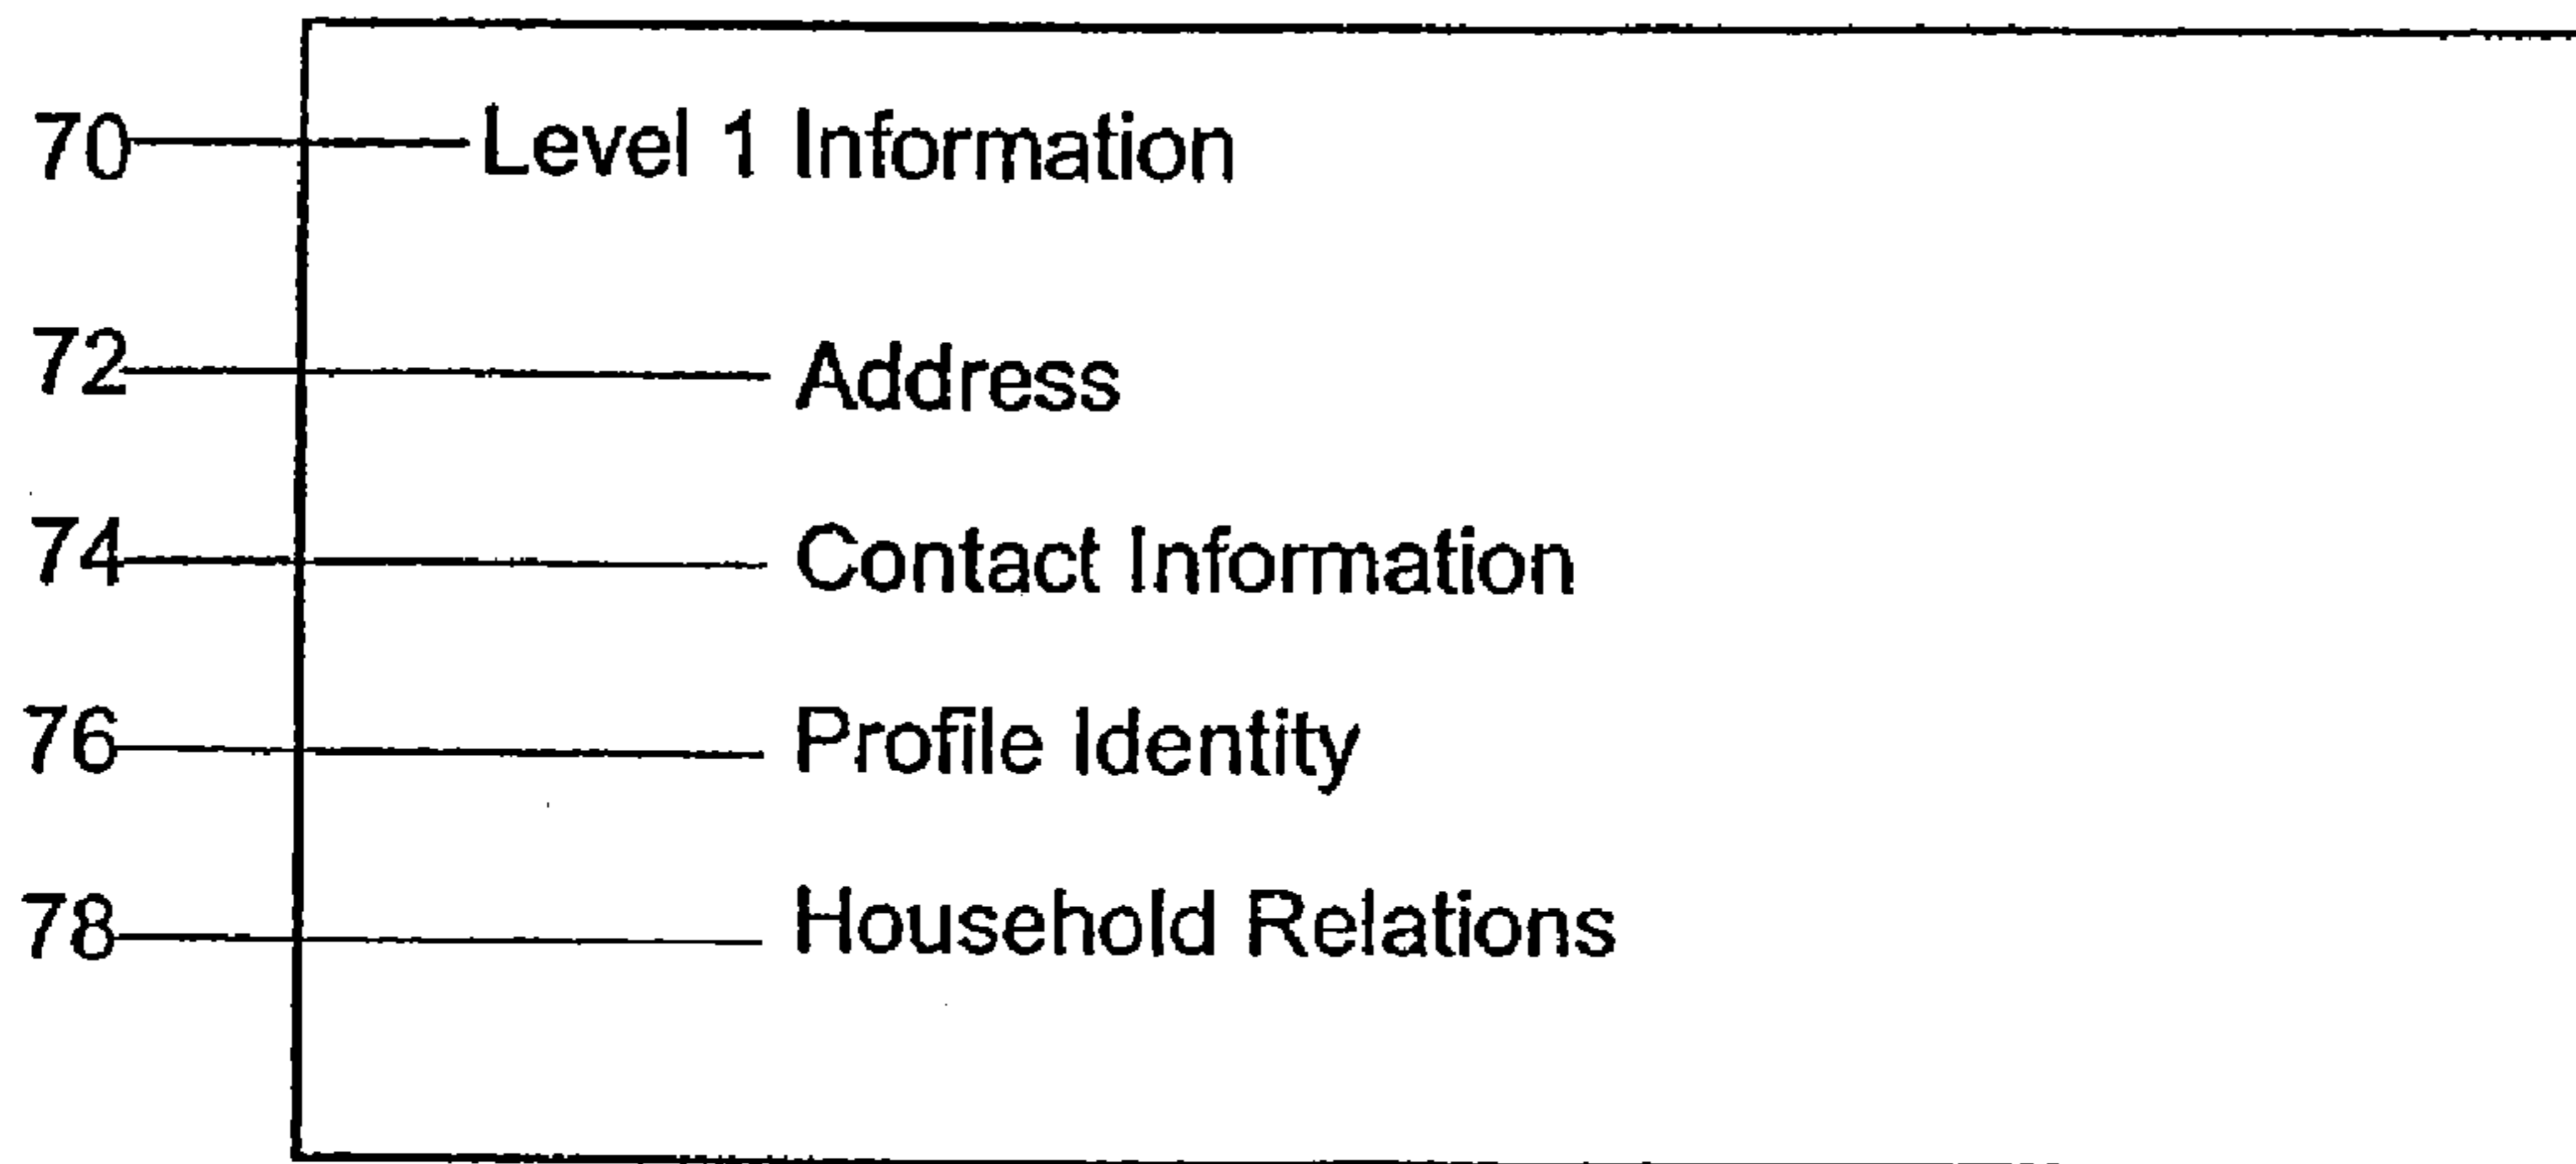 70 Level 1 Information
72 Address
74 Contact Information
76 Profile Identity
78 Household Relations